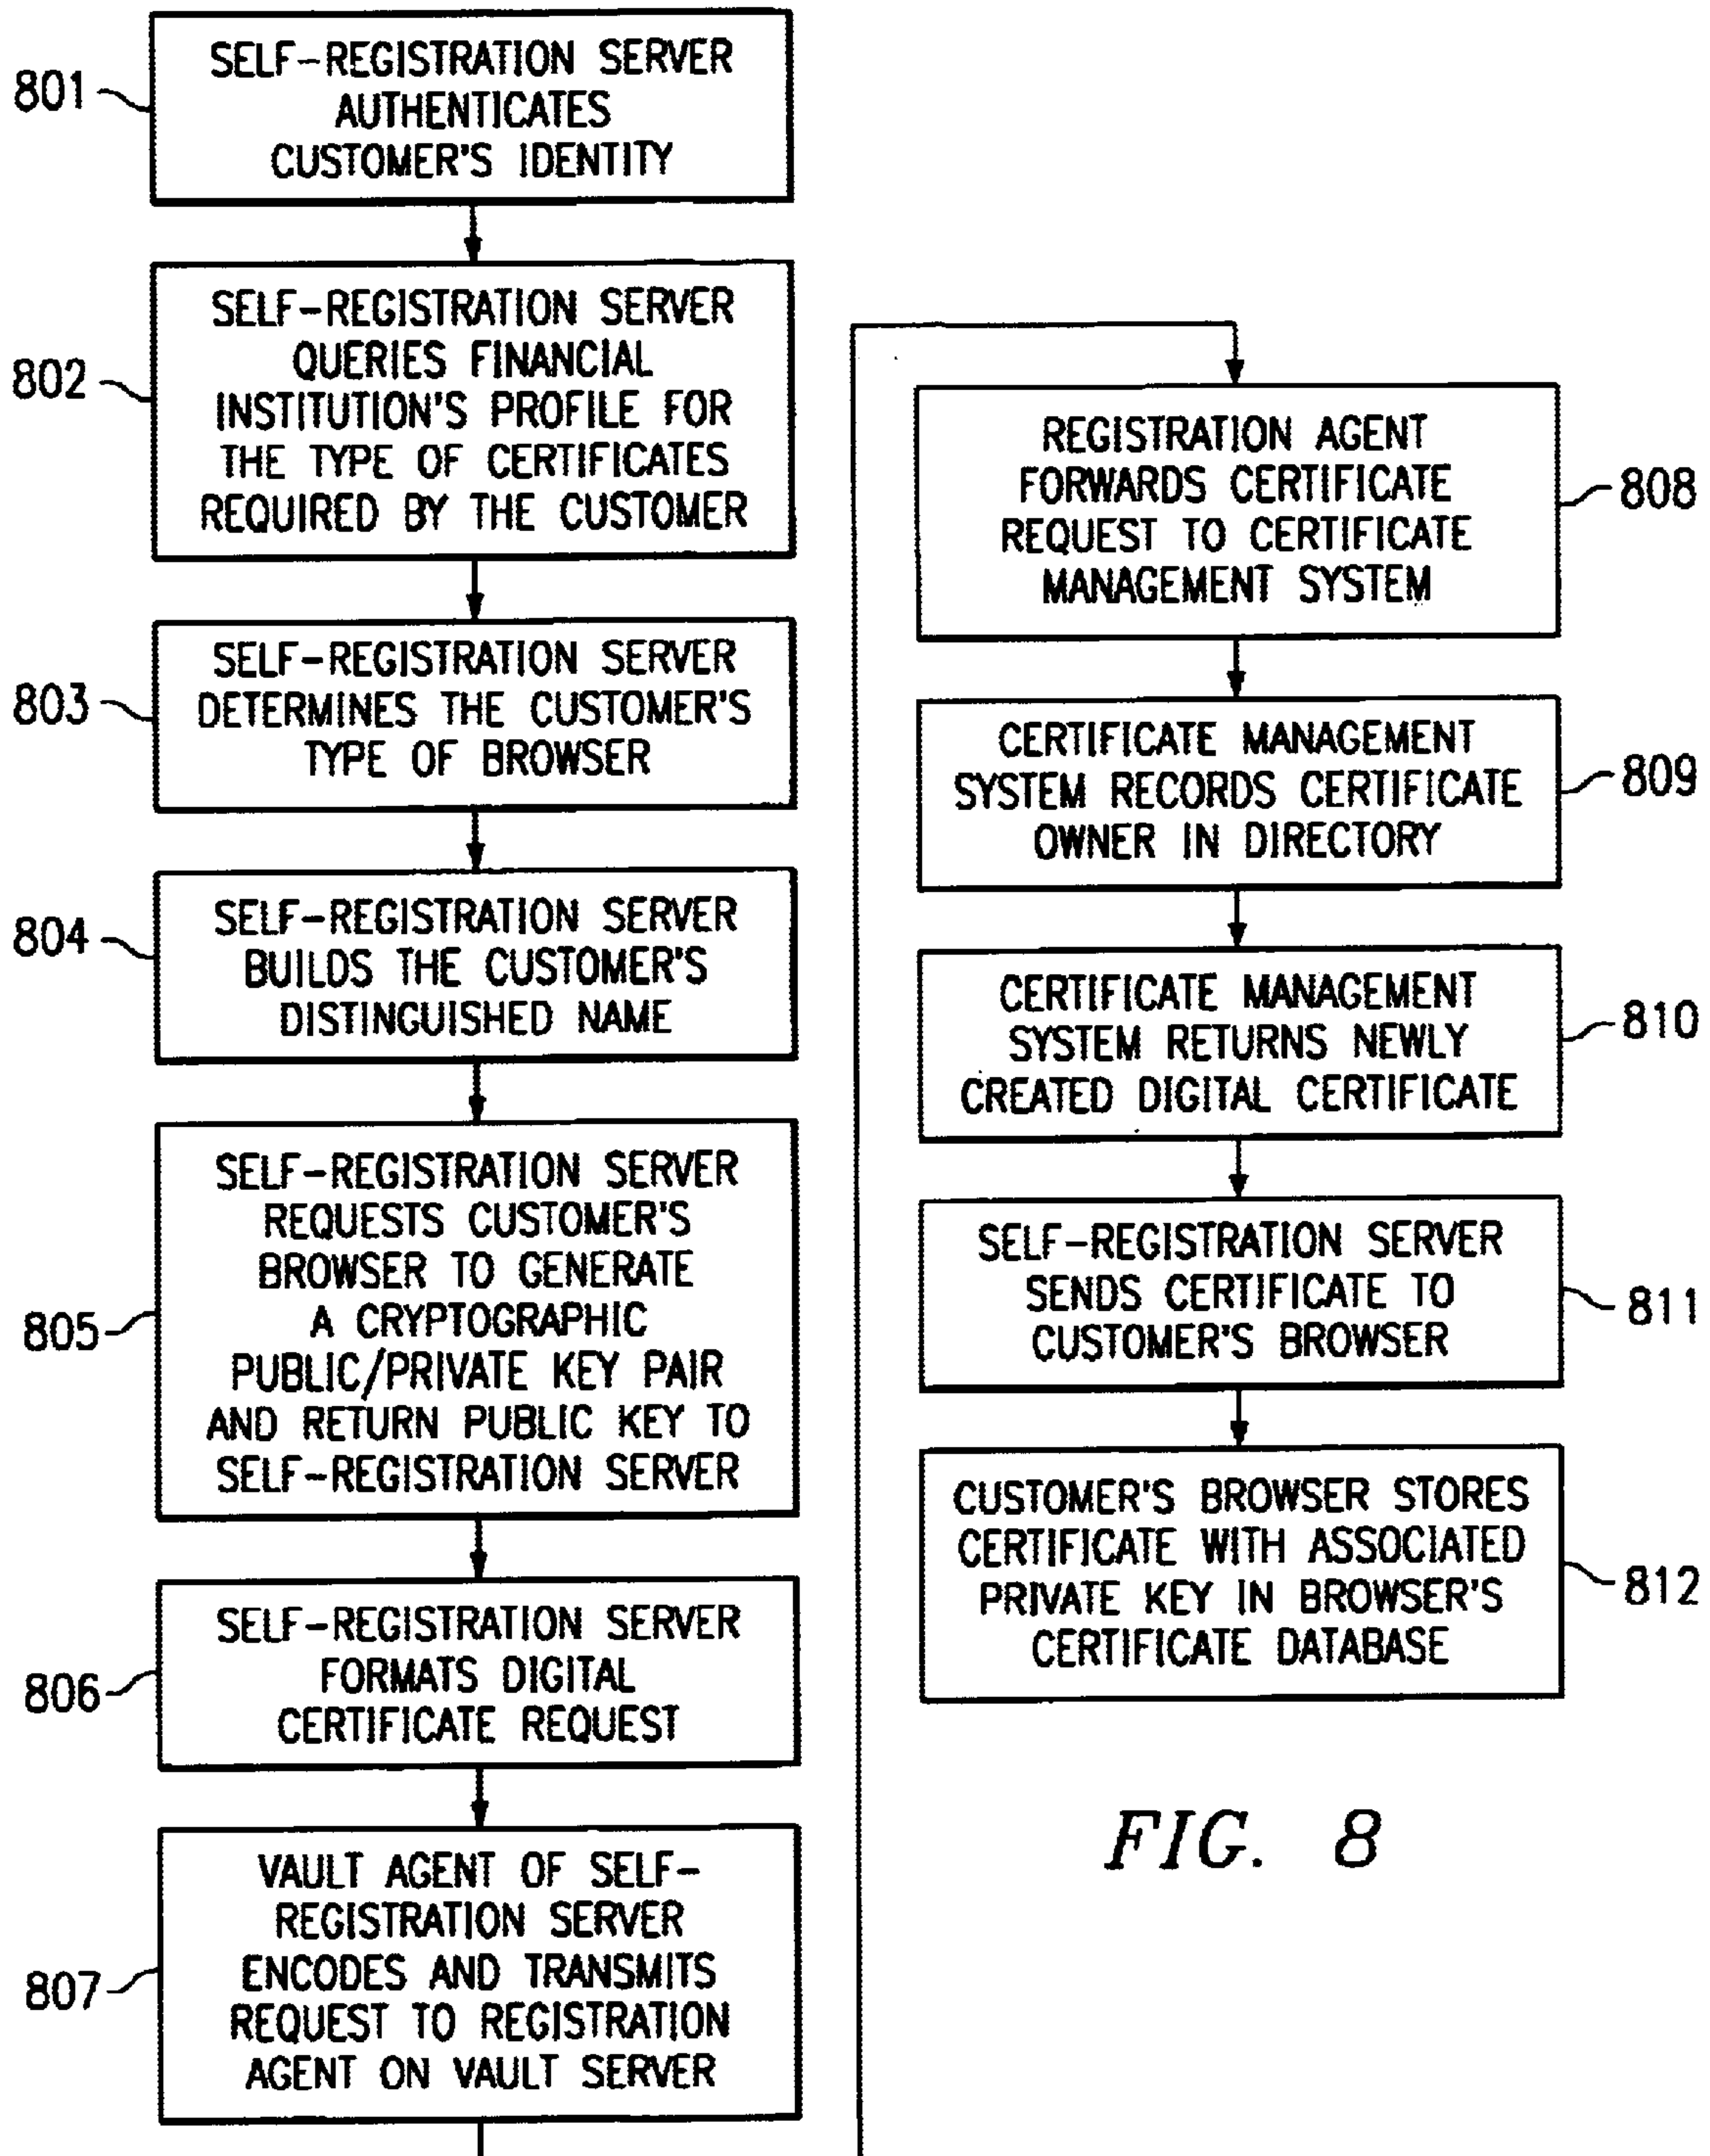 801
SELF-REGISTRATION SERVER
AUTHENTICATES
CUSTOMER'S IDENTITY
802
SELF-REGISTRATION SERVER
QUERIES FINANCIAL
INSTITUTION'S PROFILE FOR
THE TYPE OF CERTIFICATES
REQUIRED BY THE CUSTOMER
803
SELF-REGISTRATION SERVER
DETERMINES THE CUSTOMER'S
TYPE OF BROWSER
804
SELF-REGISTRATION SERVER
BUILDS THE CUSTOMER'S
DISTINGUISHED NAME
805
SELF-REGISTRATION SERVER
REQUESTS CUSTOMER'S
BROWSER TO GENERATE
A CRYPTOGRAPHIC
PUBLIC/PRIVATE KEY PAIR
AND RETURN PUBLIC KEY TO
SELF-REGISTRATION SERVER
806
SELF-REGISTRATION SERVER
FORMATS DIGITAL
CERTIFICATE REQUEST
807
VAULT AGENT OF SELF-
REGISTRATION SERVER
ENCODES AND TRANSMITS
REQUEST TO REGISTRATION
AGENT ON VAULT SERVER
REGISTRATION AGENT
FORWARDS CERTIFICATE
REQUEST TO CERTIFICATE
MANAGEMENT SYSTEM
808
CERTIFICATE MANAGEMENT
SYSTEM RECORDS CERTIFICATE
OWNER IN DIRECTORY
809
CERTIFICATE MANAGEMENT
SYSTEM RETURNS NEWLY
CREATED DIGITAL CERTIFICATE
810
SELF-REGISTRATION SERVER
SENDS CERTIFICATE TO
CUSTOMER'S BROWSER
811
CUSTOMER'S BROWSER STORES
CERTIFICATE WITH ASSOCIATED
PRIVATE KEY IN BROWSER'S
CERTIFICATE DATABASE
812
FIG. 8